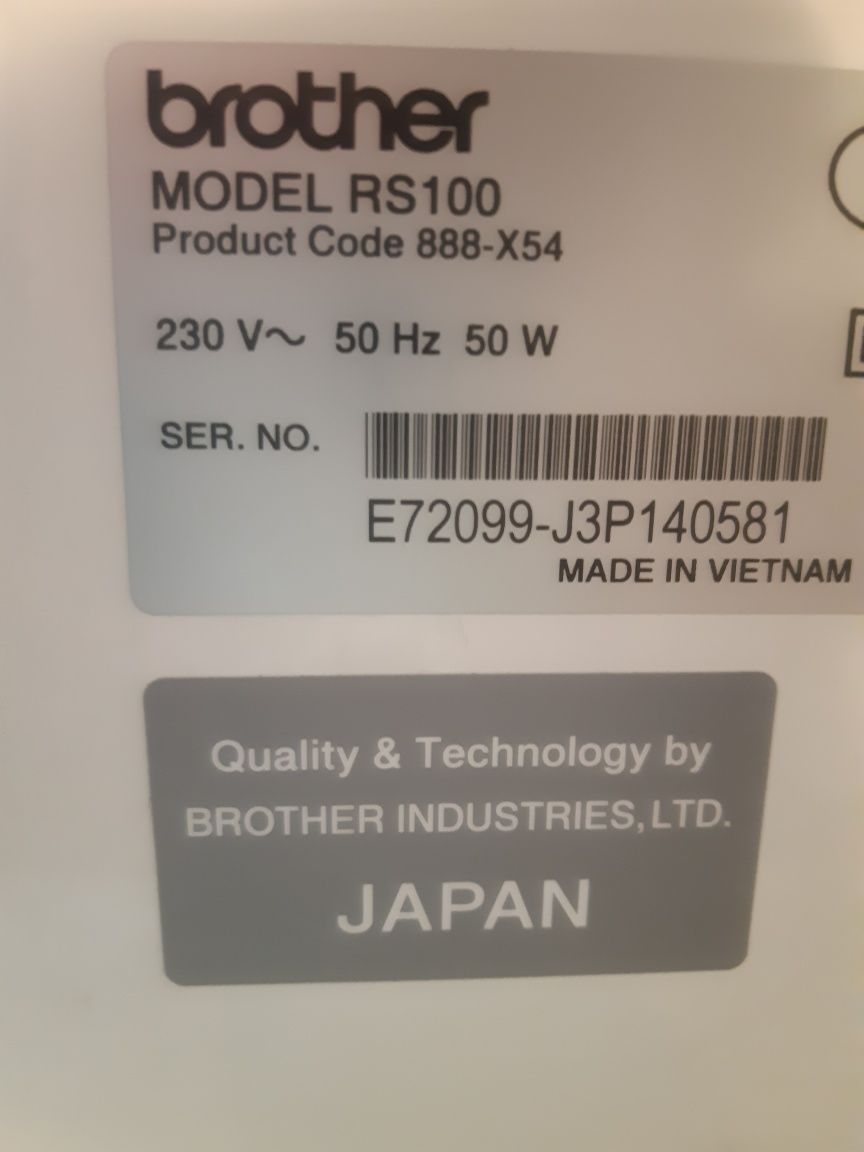 brother
MODEL RS100
Product Code 888-X54
230 V～ 50 Hz 50 W
SER. NO.
E72099-J3P140581
MADE IN VIETNAM
Quality & Technology by
BROTHER INDUSTRIES, LTD.
JAPAN